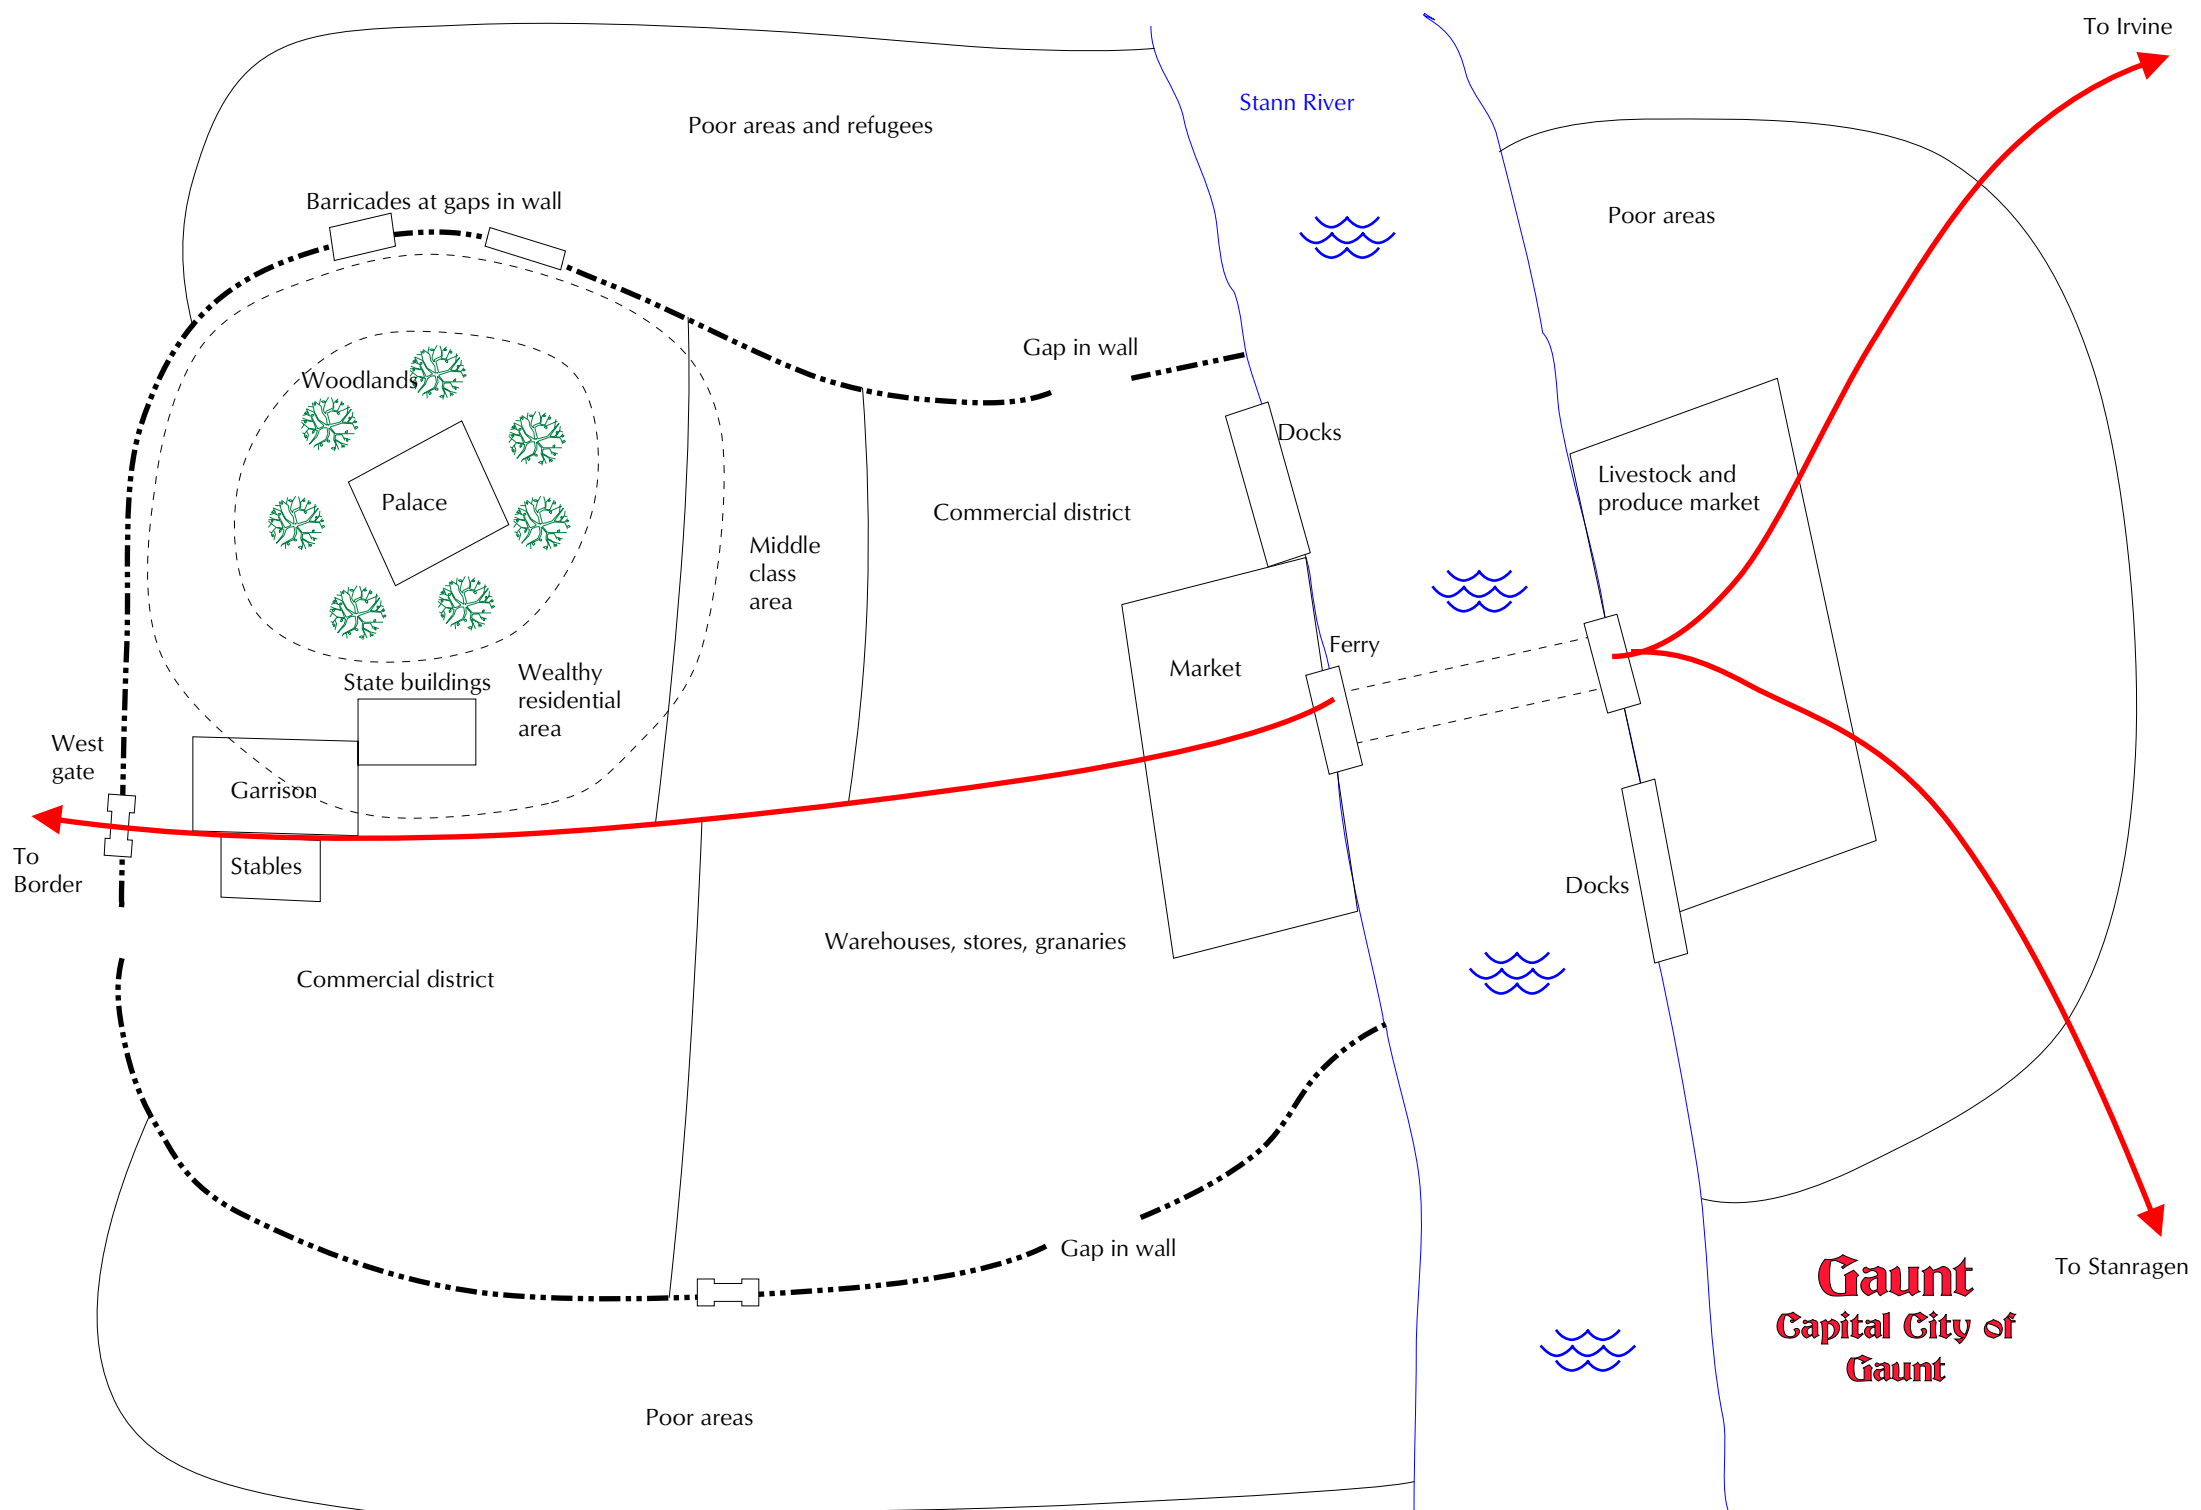 To Irvine
Stann River
Poor areas and refugees
Barricades at gaps in wall
Poor areas
Gap in wall
Woodlands
Docks
Livestock and
produce market
Palace
Commercial district
Middle
class
area
Ferry
Market
Wealthy
residential
area
State buildings
West
gate
Garrison
To
Border
Stables
Docks
Warehouses, stores, granaries
Commercial district
Gap in wall
To Stanragen
Gaunt
Capital City of
Gaunt
Poor areas